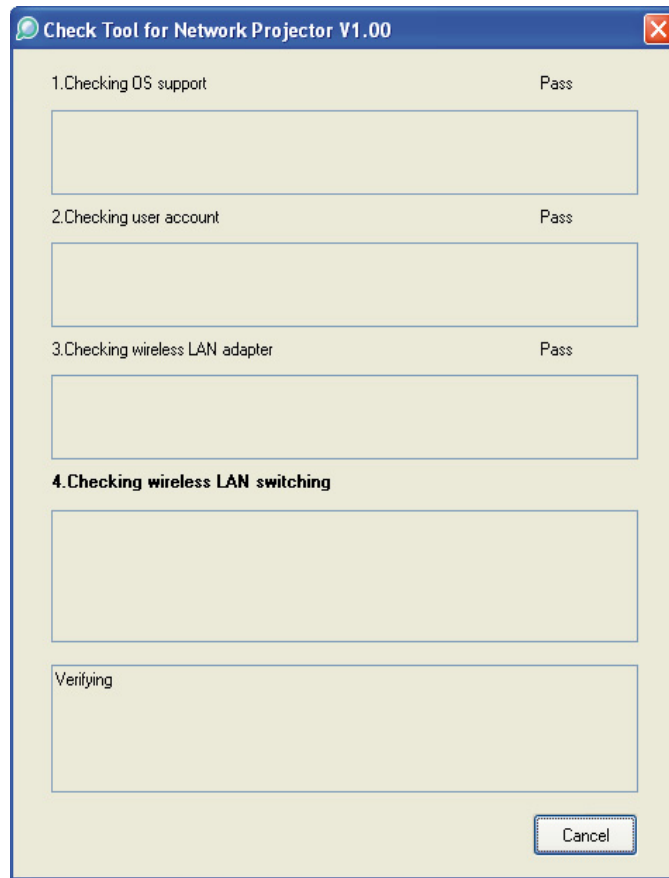 Check Tool for Network Projector V1.00
1.Checking OS support Pass
2.Checking user account Pass
3.Checking wireless LAN adapter Pass
4.Checking wireless LAN switching
Verifying
Cancel